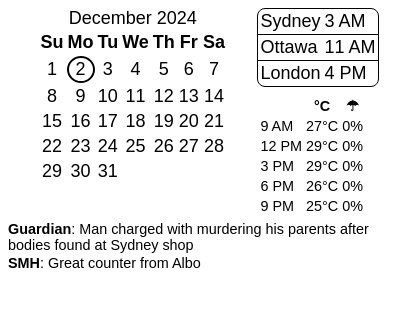 December 2024
Su Mo Tu We Th Fr Sa
1 2 3 4 5 6 7
8 9 10 11 12 13 14
15 16 17 18 19 20 21
22 23 24 25 26 27 28
29 30 31
Sydney 3 AM
Ottawa 11 AM
London 4 PM
°C ☂
9 AM 27°C 0%
12 PM 29°C 0%
3 PM 29°C 0%
6 PM 26°C 0%
9 PM 25°C 0%
Guardian: Man charged with murdering his parents after
bodies found at Sydney shop
SMH: Great counter from Albo